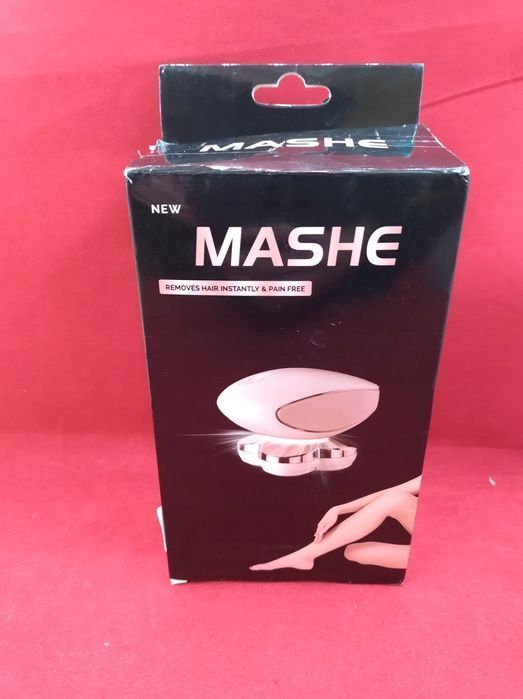 MASHE
NEW
MASHE
REMOVES HAIR INSTANTLY & PAIN FREE